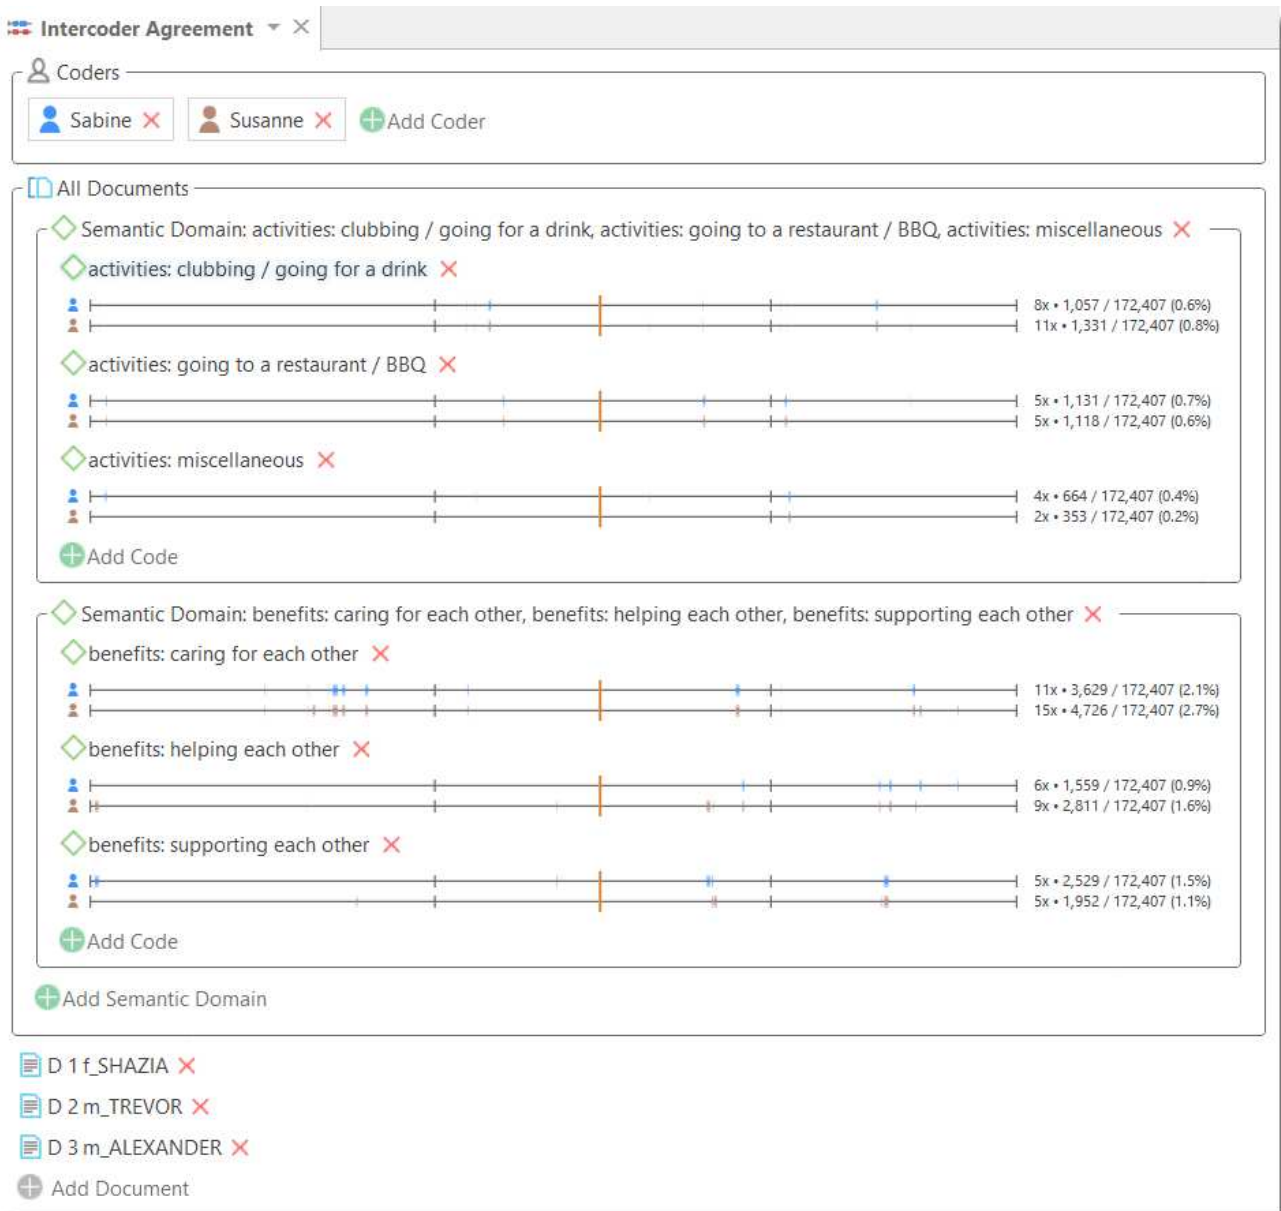 Intercoder Agreement
Coders
Sabine Susanne Add Coder
All Documents
Semantic Domain: activities: clubbing / going for a drink, activities: going to a restaurant / BBQ, activities: miscellaneous
activities: clubbing / going for a drink
8x • 1,057 / 172,407 (0.6%)
11x • 1,331 / 172,407 (0.8%)
activities: going to a restaurant / BBQ
5x • 1,131 / 172,407 (0.7%)
5x • 1,118 / 172,407 (0.6%)
activities: miscellaneous
4x • 664 / 172,407 (0.4%)
2x • 353 / 172,407 (0.2%)
Add Code
Semantic Domain: benefits: caring for each other, benefits: helping each other, benefits: supporting each other
benefits: caring for each other
11x • 3,629 / 172,407 (2.1%)
15x • 4,726 / 172,407 (2.7%)
benefits: helping each other
6x • 1,559 / 172,407 (0.9%)
9x • 2,811 / 172,407 (1.6%)
benefits: supporting each other
5x • 2,529 / 172,407 (1.5%)
5x • 1,952 / 172,407 (1.1%)
Add Code
Add Semantic Domain
D 1 f_SHAZIA
D 2 m_TREVOR
D 3 m_ALEXANDER
Add Document